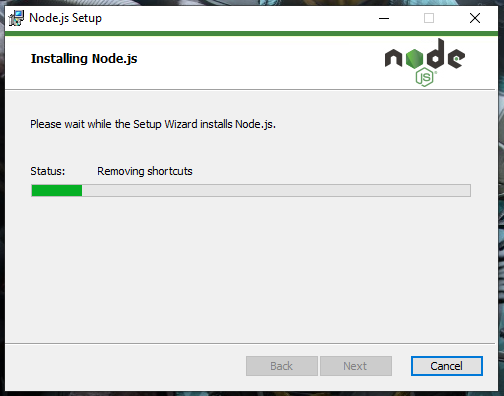 Node.js Setup
Installing Node.js
node
JS
Please wait while the Setup Wizard installs Node.js.
Status: Removing shortcuts
Back Next Cancel